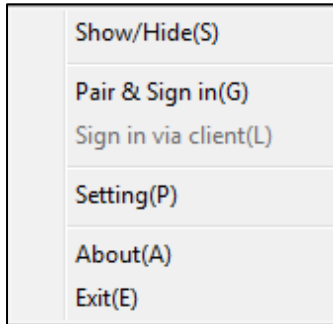 Show/Hide(S)
Pair & Sign in(G)
Sign in via client(L)
Setting(P)
About(A)
Exit(E)